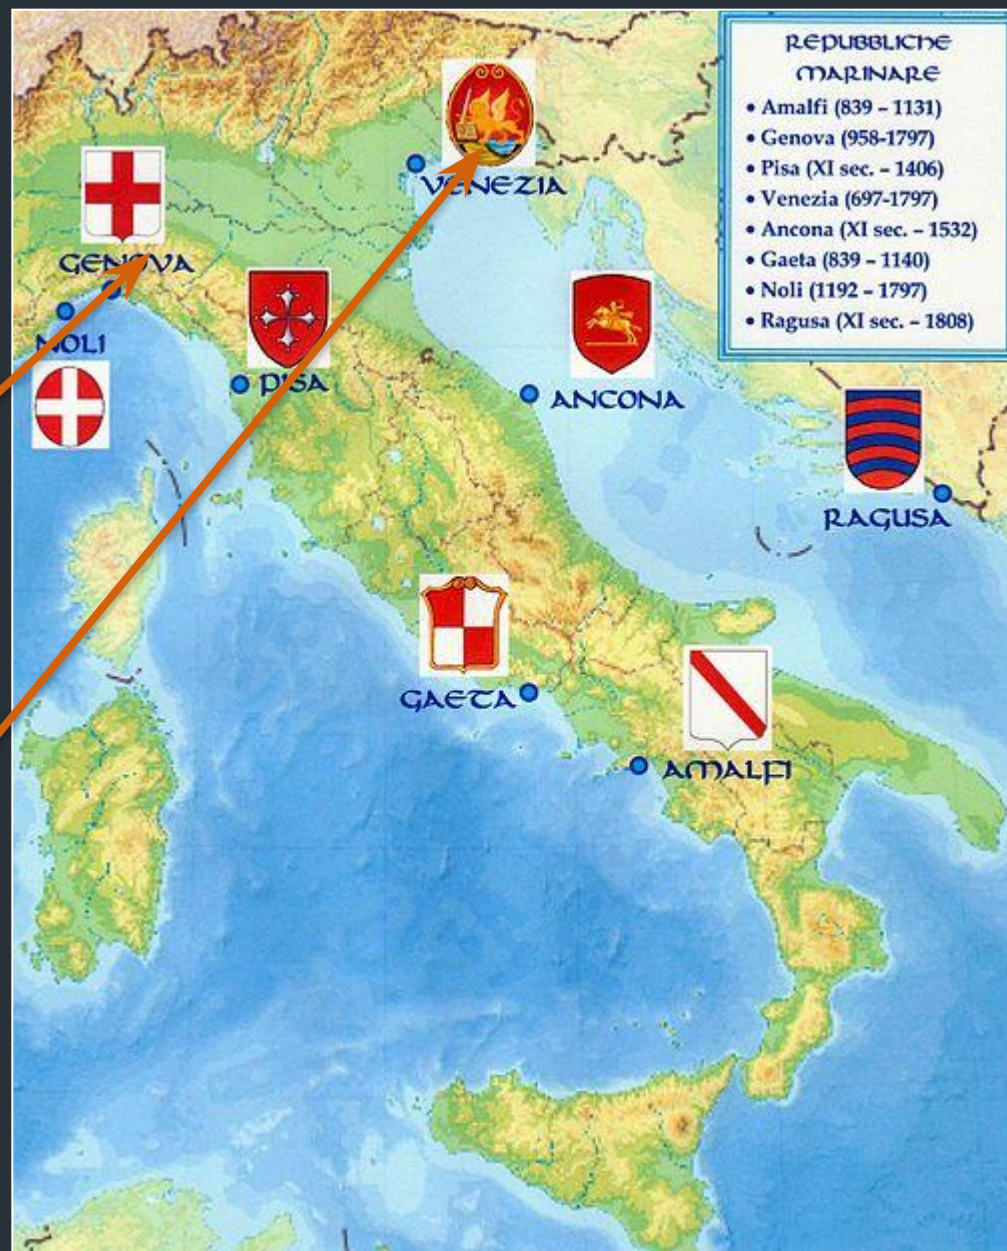 REPUBBLICHE
MARINARE
• Amalfi (839 – 1131)
• Genova (958-1797)
• Pisa (XI sec. – 1406)
• Venezia (697-1797)
• Ancona (XI sec. – 1532)
• Gaeta (839 – 1140)
• Noli (1192 – 1797)
• Ragusa (XI sec. – 1808)
VENEZIA
GENOVA
NOLI
PISA
ANCONA
RAGUSA
GAETA
AMALFI